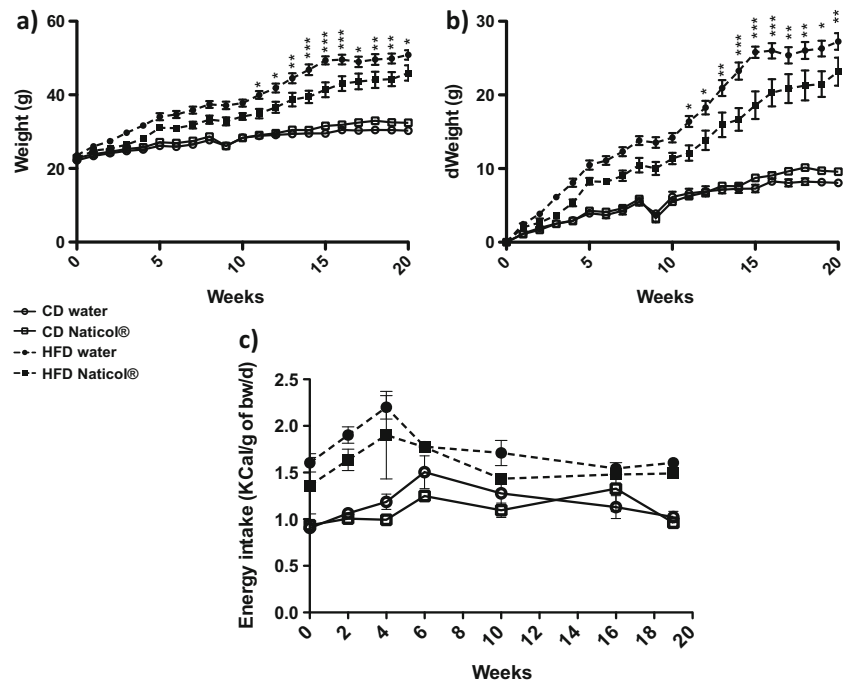 a)
b)
Weight (g)
60
40
20
0
0 5 10 15 20
Weeks
* * ** *** *** *** * ** ** *
dWeight (g)
30
20
10
0
0 5 10 15 20
Weeks
* * ** *** *** *** ** ** * **
CD water
CD Naticol®
HFD water
HFD Naticol®
c)
Energy intake (KCal/g of bw/d)
2.5
2.0
1.5
1.0
0.5
0.0
0 2 4 6 8 10 12 14 16 18 20
Weeks